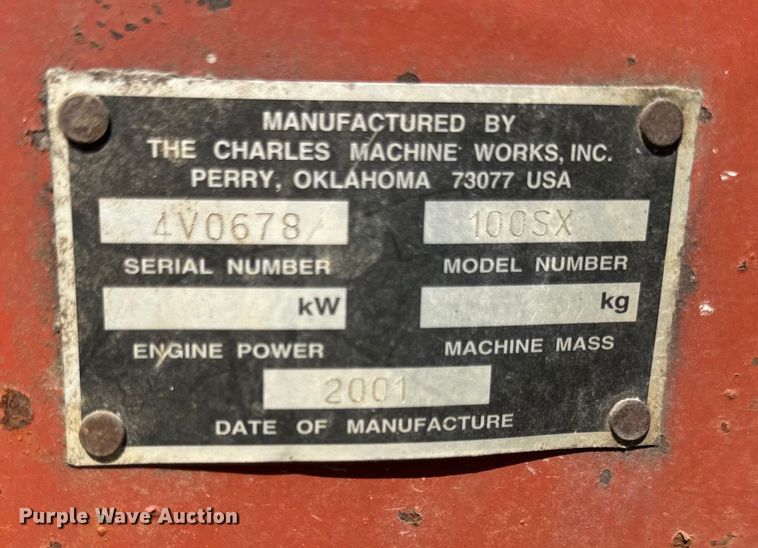 MANUFACTURED BY
THE CHARLES MACHINE WORKS, INC.
PERRY, OKLAHOMA 73077 USA
4V0678/ 100SX
SERIAL NUMBER MODEL NUMBER
kW kg
ENGINE POWER MACHINE MASS
2001
DATE OF MANUFACTURE
Purple Wave Auction